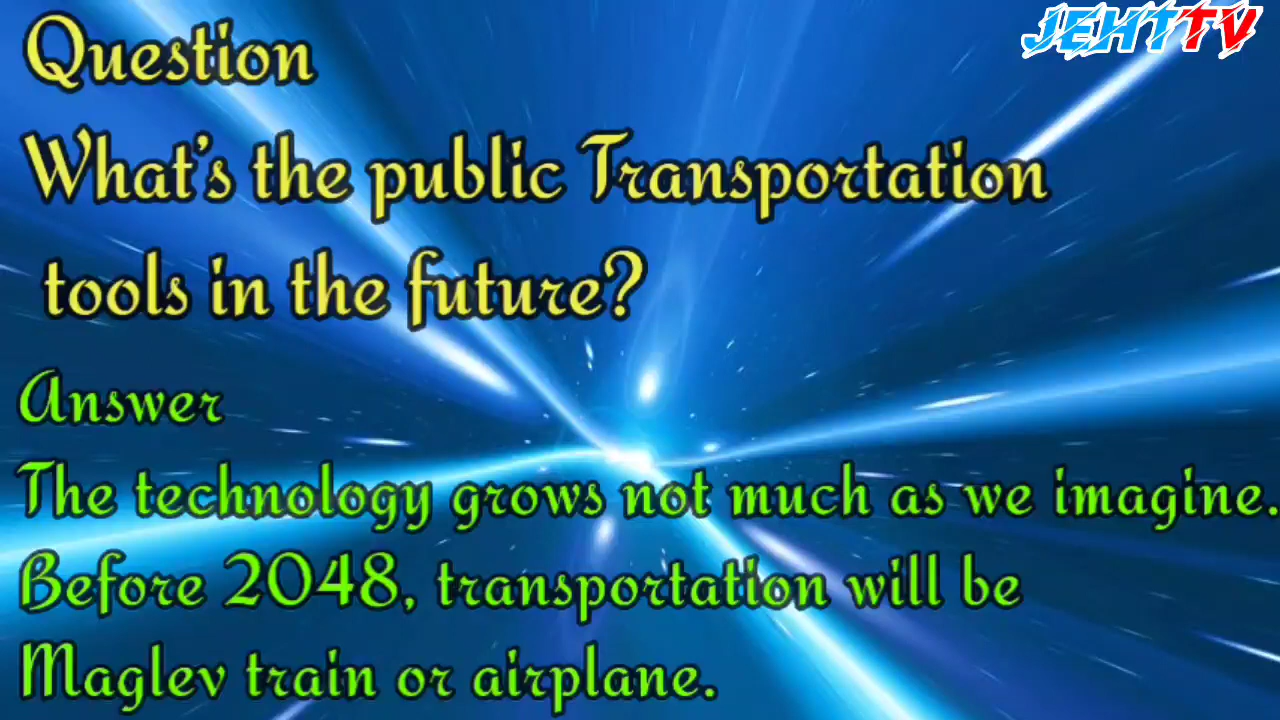 JEHTTV
Question
What's the public Transportation
tools in the future?
Answer
The technology grows not much as we imagine.
Before 2048, transportation will be
Maglev train or airplane.